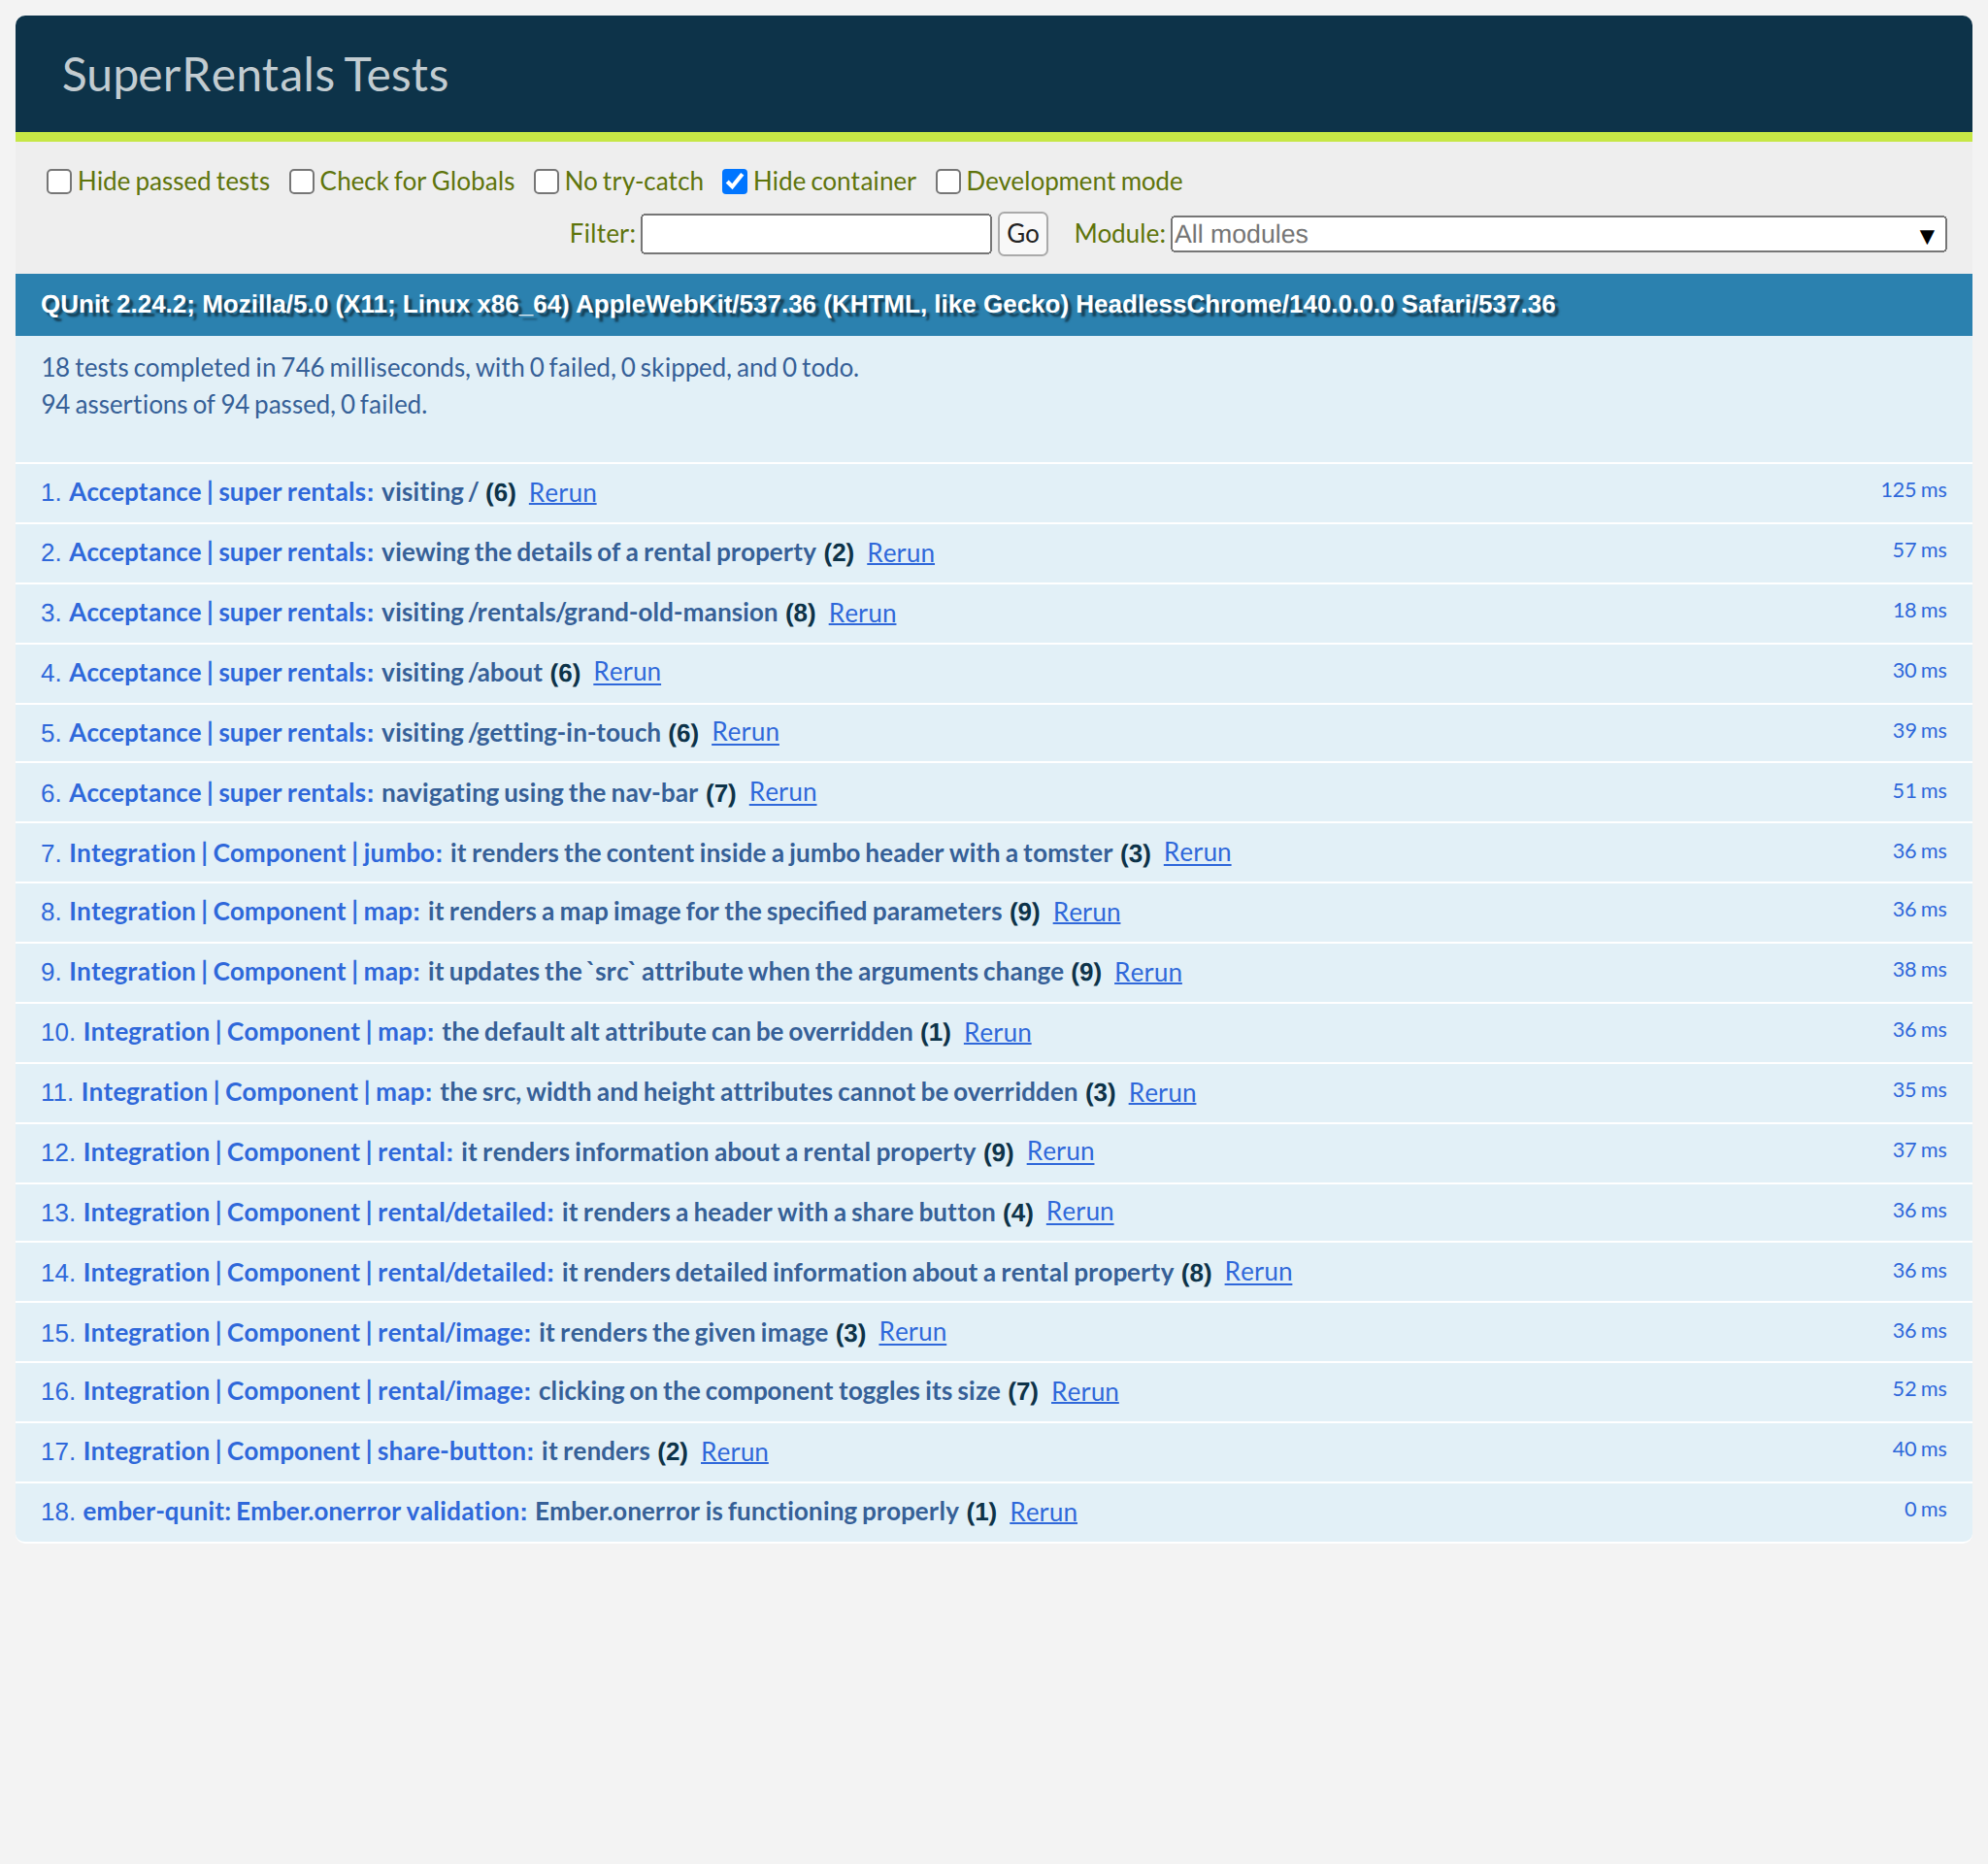 SuperRentals Tests
Hide passed tests Check for Globals No try-catch Hide container Development mode
Filter: Go Module: All modules ▼
QUnit 2.24.2; Mozilla/5.0 (X11; Linux x86_64) AppleWebKit/537.36 (KHTML, like Gecko) HeadlessChrome/140.0.0.0 Safari/537.36
18 tests completed in 746 milliseconds, with 0 failed, 0 skipped, and 0 todo.
94 assertions of 94 passed, 0 failed.
1. Acceptance | super rentals: visiting / (6) Rerun 125 ms
2. Acceptance | super rentals: viewing the details of a rental property (2) Rerun 57 ms
3. Acceptance | super rentals: visiting /rentals/grand-old-mansion (8) Rerun 18 ms
4. Acceptance | super rentals: visiting /about (6) Rerun 30 ms
5. Acceptance | super rentals: visiting /getting-in-touch (6) Rerun 39 ms
6. Acceptance | super rentals: navigating using the nav-bar (7) Rerun 51 ms
7. Integration | Component | jumbo: it renders the content inside a jumbo header with a tomster (3) Rerun 36 ms
8. Integration | Component | map: it renders a map image for the specified parameters (9) Rerun 36 ms
9. Integration | Component | map: it updates the `src` attribute when the arguments change (9) Rerun 38 ms
10. Integration | Component | map: the default alt attribute can be overridden (1) Rerun 36 ms
11. Integration | Component | map: the src, width and height attributes cannot be overridden (3) Rerun 35 ms
12. Integration | Component | rental: it renders information about a rental property (9) Rerun 37 ms
13. Integration | Component | rental/detailed: it renders a header with a share button (4) Rerun 36 ms
14. Integration | Component | rental/detailed: it renders detailed information about a rental property (8) Rerun 36 ms
15. Integration | Component | rental/image: it renders the given image (3) Rerun 36 ms
16. Integration | Component | rental/image: clicking on the component toggles its size (7) Rerun 52 ms
17. Integration | Component | share-button: it renders (2) Rerun 40 ms
18. ember-qunit: Ember.onerror validation: Ember.onerror is functioning properly (1) Rerun 0 ms